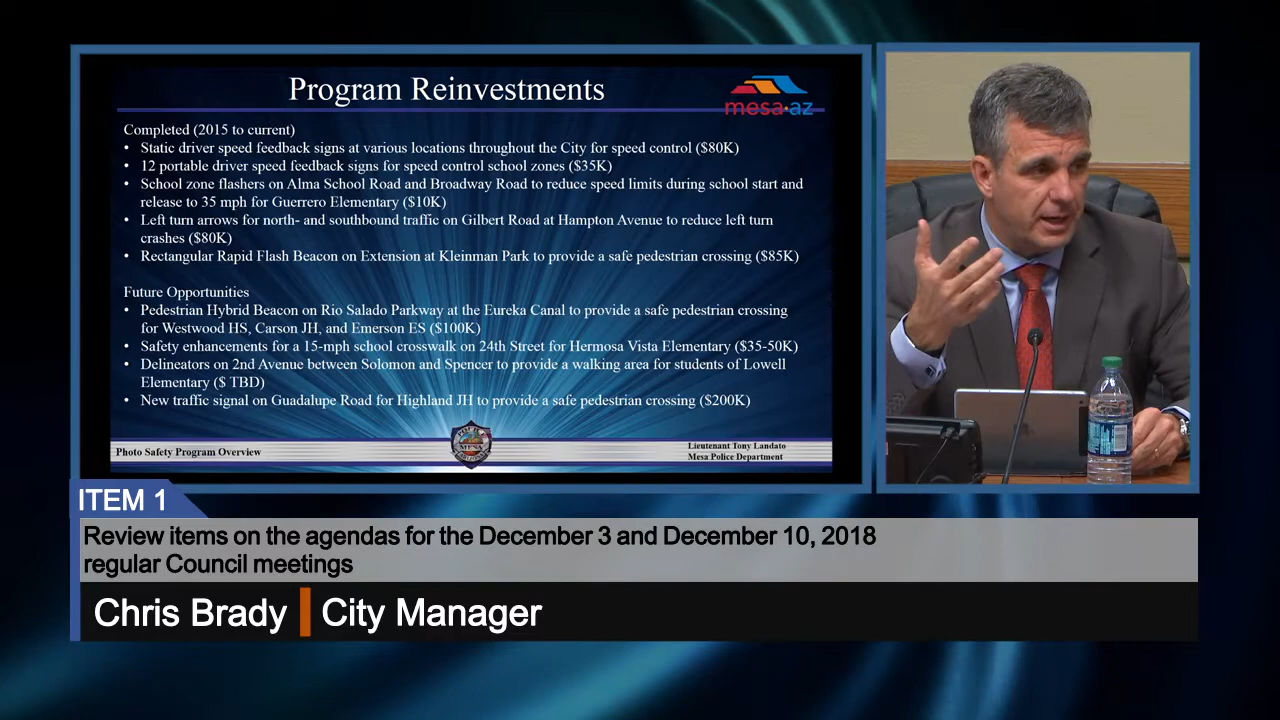 Program Reinvestments
mesa·az
Completed (2015 to current)
• Static driver speed feedback signs at various locations throughout the City for speed control ($80K)
• 12 portable driver speed feedback signs for speed control school zones ($35K)
• School zone flashers on Alma School Road and Broadway Road to reduce speed limits during school start and
release to 35 mph for Guerrero Elementary ($10K)
• Left turn arrows for north- and southbound traffic on Gilbert Road at Hampton Avenue to reduce left turn
crashes ($80K)
• Rectangular Rapid Flash Beacon on Extension at Kleinman Park to provide a safe pedestrian crossing ($85K)
Future Opportunities
• Pedestrian Hybrid Beacon on Rio Salado Parkway at the Eureka Canal to provide a safe pedestrian crossing
for Westwood HS, Carson JH, and Emerson ES ($100K)
• Safety enhancements for a 15-mph school crosswalk on 24th Street for Hermosa Vista Elementary ($35-50K)
• Delineators on 2nd Avenue between Solomon and Spencer to provide a walking area for students of Lowell
Elementary ($ TBD)
• New traffic signal on Guadalupe Road for Highland JH to provide a safe pedestrian crossing ($200K)
Photo Safety Program Overview
MESA
Lieutenant Tony Landato
Mesa Police Department
ITEM 1
Review items on the agendas for the December 3 and December 10, 2018
regular Council meetings
Chris Brady City Manager